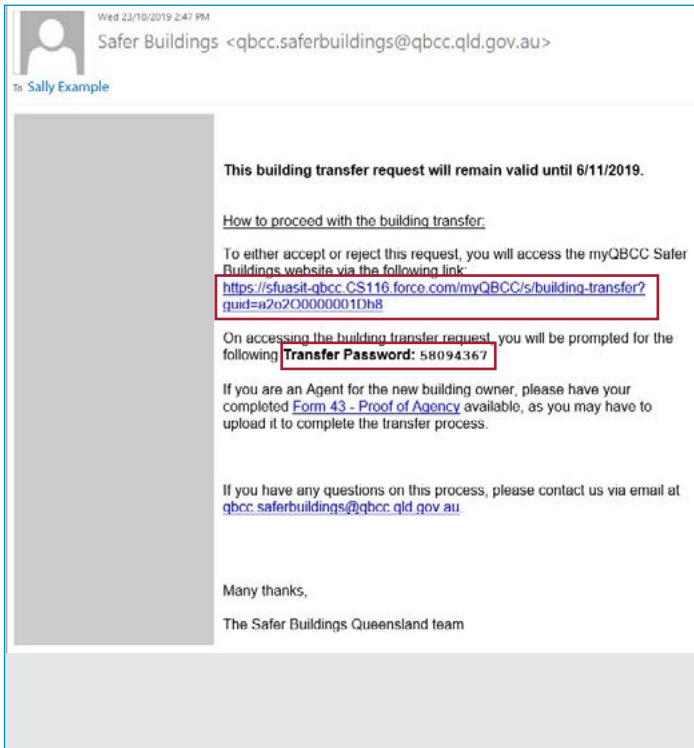 Wed 23/10/2019 2:47 PM
Safer Buildings <qbcc.saferbuildings@qbcc.qld.gov.au>
To Sally Example
This building transfer request will remain valid until 6/11/2019.
How to proceed with the building transfer:
To either accept or reject this request, you will access the myQBCC Safer
Buildings website via the following link:
https://sfuasit-qbcc.CS116.force.com/myQBCC/s/building-transfer?
guid=a2o2O0000001Dh8
On accessing the building transfer request, you will be prompted for the
following Transfer Password: 58094367
If you are an Agent for the new building owner, please have your
completed Form 43 - Proof of Agency available, as you may have to
upload it to complete the transfer process.
If you have any questions on this process, please contact us via email at
qbcc.saferbuildings@qbcc.qld.gov.au.
Many thanks,
The Safer Buildings Queensland team